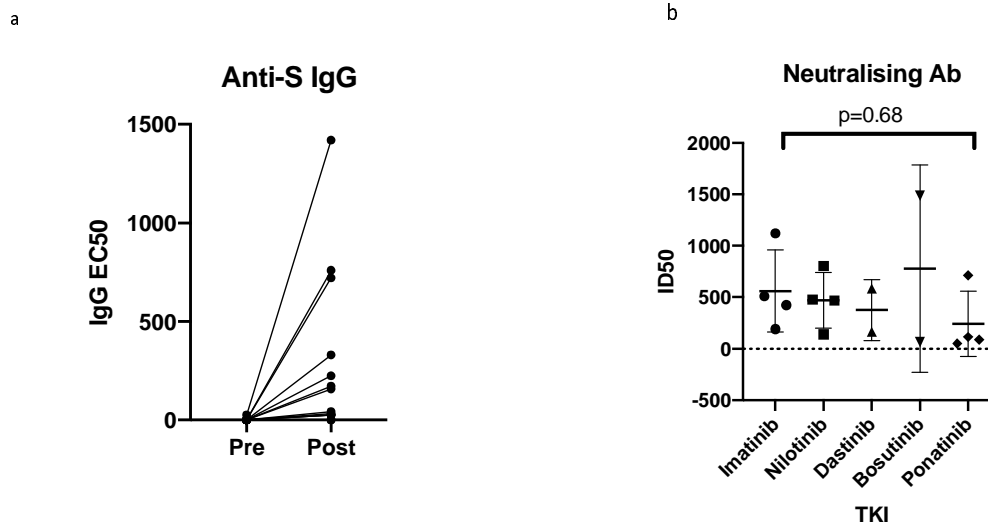 a
Anti-S IgG
1500
1000
500
0
IgG EC50
Pre Post
b
Neutralising Ab
p=0.68
2000
1500
1000
500
0
-500
ID50
Imatinib
Nilotinib
Dastinib
Bosutinib
Ponatinib
TKI